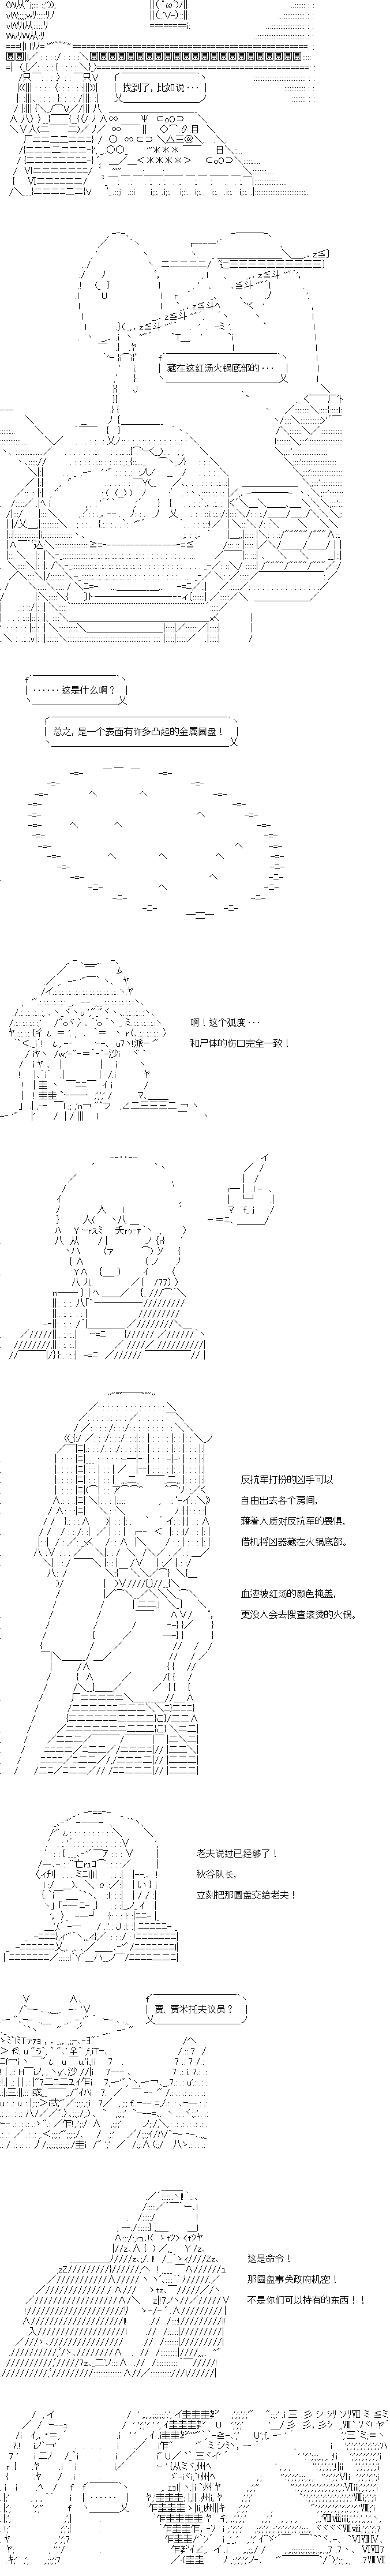 找到了，比如说・・・
藏在这红汤火锅底部的・・・
・・・・・・这是什么啊？
总之，是一个表面有许多凸起的金属圆盘！
啊！这个弧度・・・
和尸体的伤口完全一致！
反抗军打扮的凶手可以
自由出去各个房间，
藉着人质对反抗军的畏惧，
借机将凶器藏在火锅底部。
血迹被红汤的颜色掩盖，
更没人会去搜查滚烫的火锅。
老夫说过已经够了！
秋谷队长，
立刻把那圆盘交给老夫！
贾．贾米托夫议员？
这是命令！
那圆盘事关政府机密！
不是你们可以持有的东西！！
・・・・・・